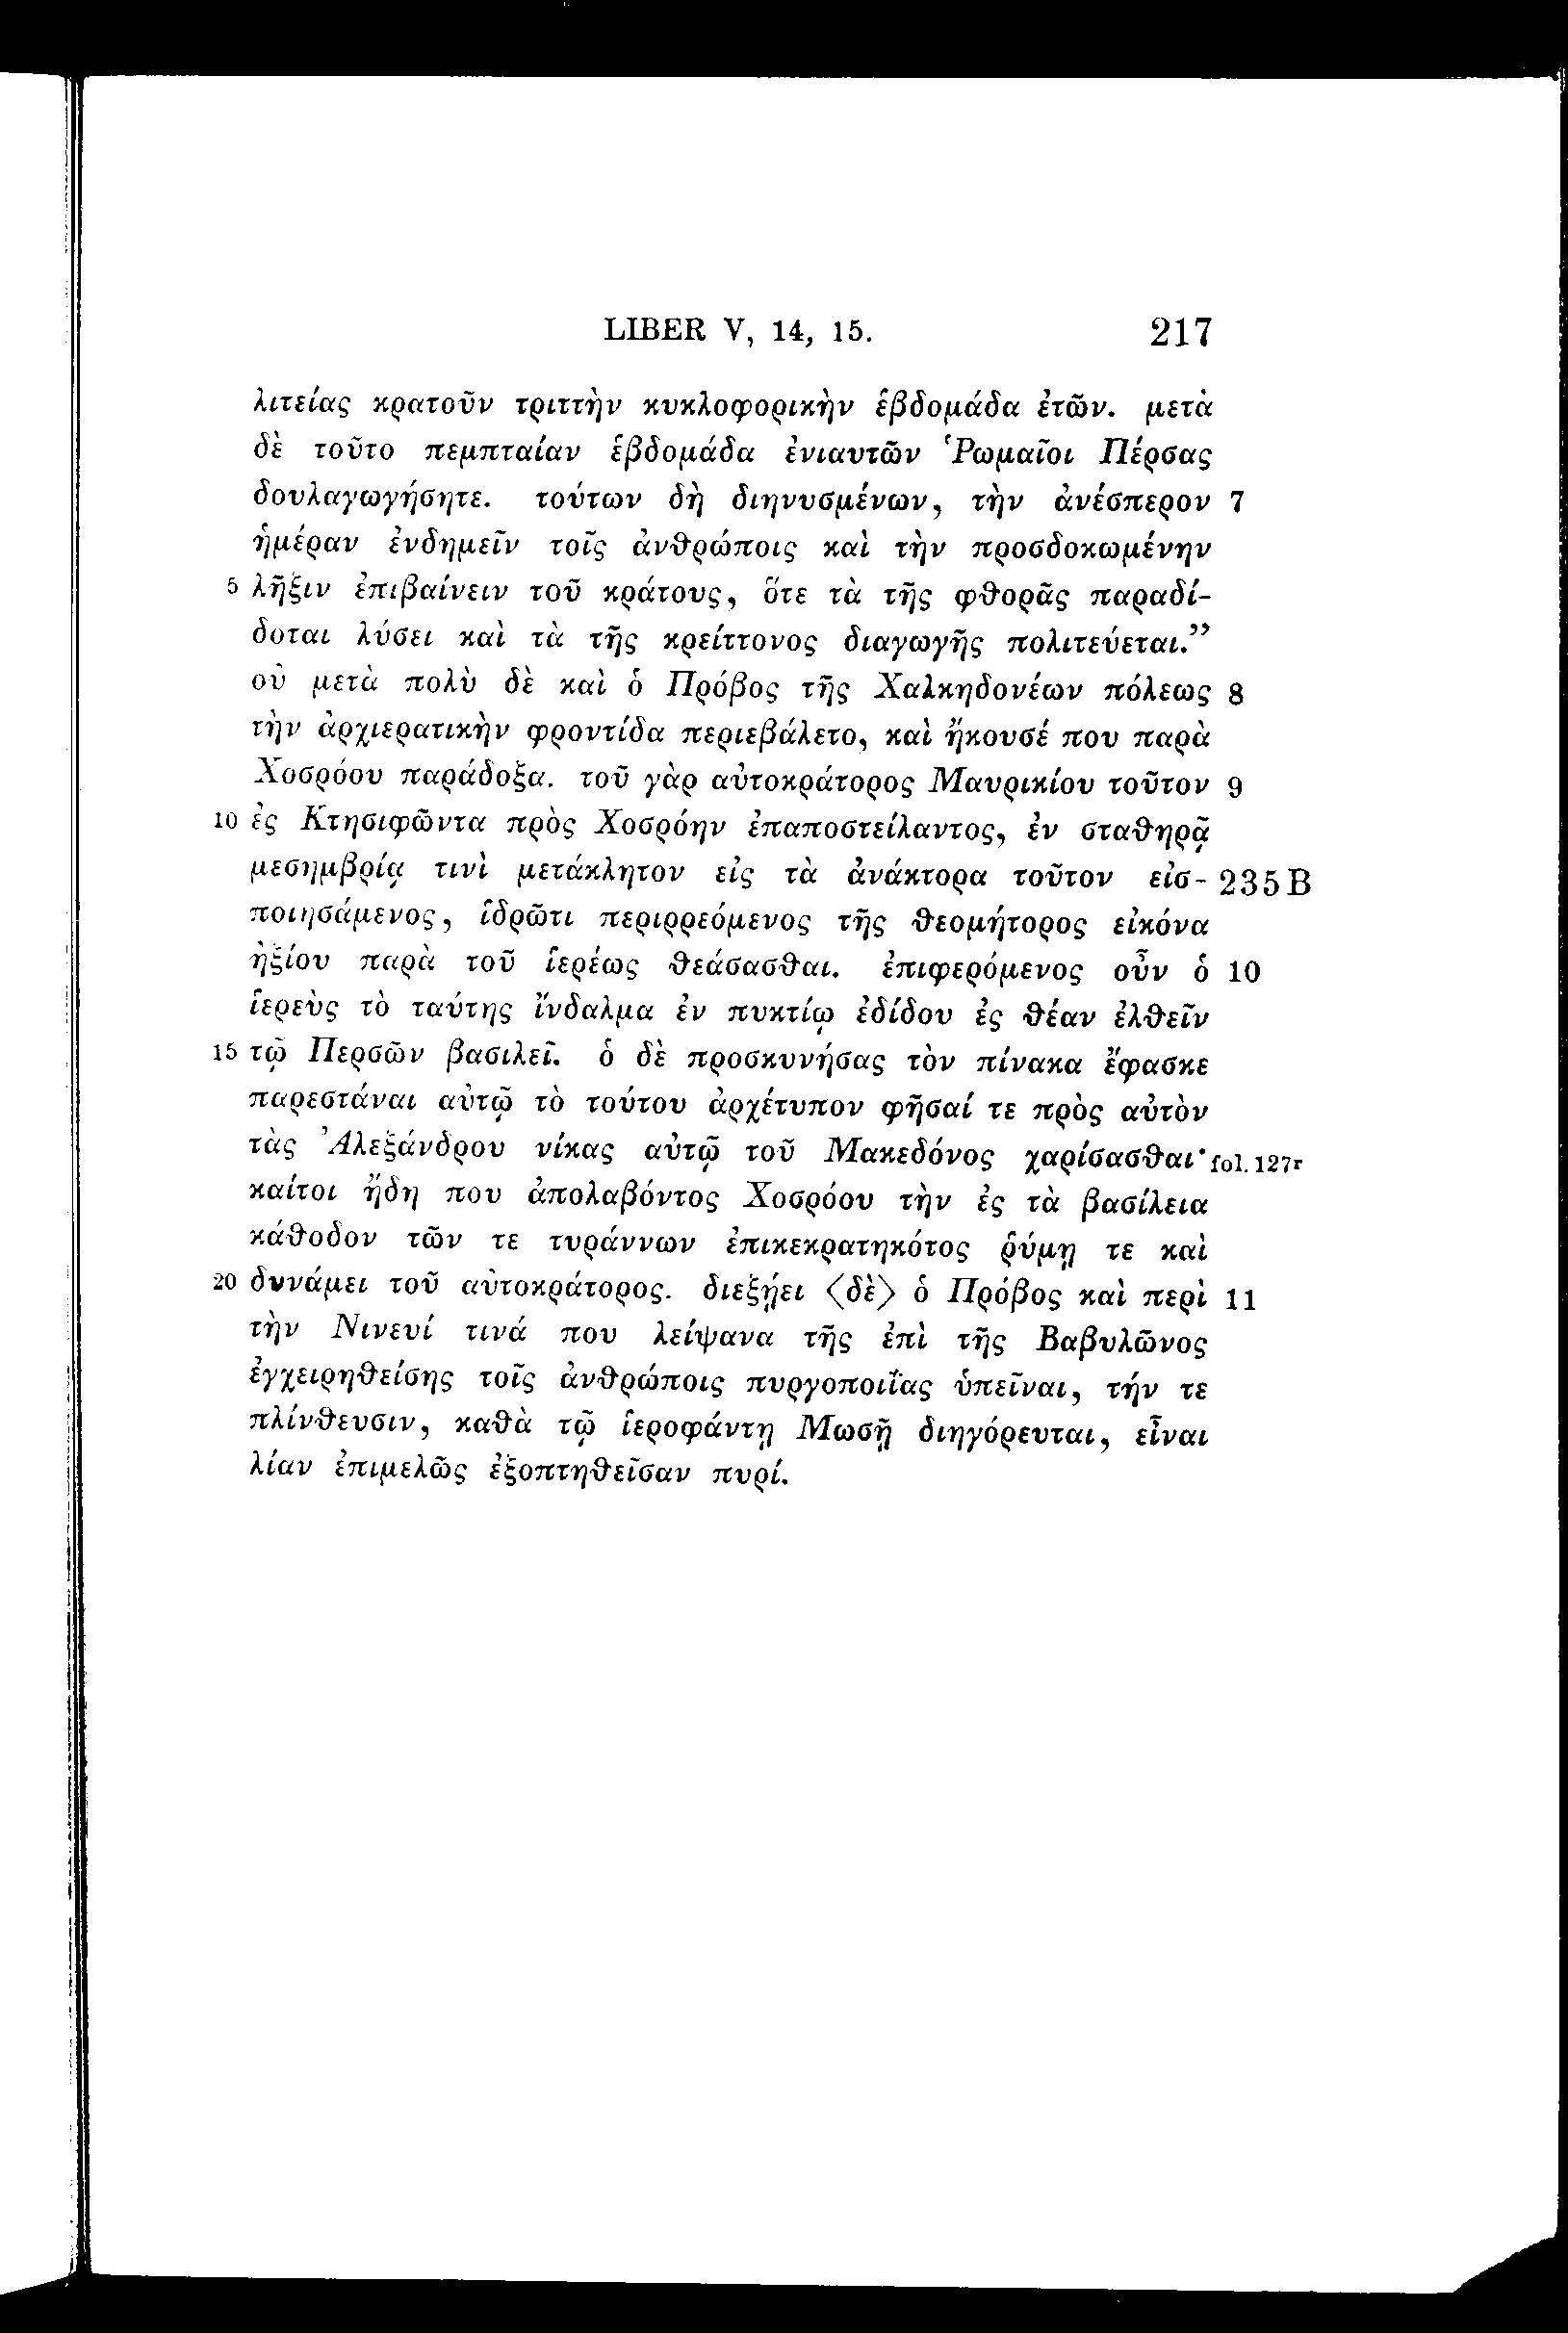 LIBER V, 14, 15. 217
λιτείας κρατοῦν τριττὴν κυκλοφορικὴν ἑβδομάδα ἐτῶν. μετὰ
δὲ τοῦτο πεμπταίαν ἑβδομάδα ἐνιαυτῶν Ῥωμαῖοι Πέρσας
δουλαγωγήσητε. τούτων δὴ διηνυσμένων, τὴν ἀνέσπερον 7
ἡμέραν ἐνδημεῖν τοῖς ἀνθρώποις καὶ τὴν προσδοκωμένην
5 λῆξιν ἐπιβαίνειν τοῦ κράτους, ὅτε τὰ τῆς φθορᾶς παραδί-
δοται λύσει καὶ τὰ τῆς κρείττονος διαγωγῆς πολιτεύεται.”
οὐ μετὰ πολὺ δὲ καὶ ὁ Πρόβος τῆς Χαλκηδονέων πόλεως 8
τὴν ἀρχιερατικὴν φροντίδα περιεβάλετο, καὶ ἤκουσέ που παρὰ
Χοσρόου παράδοξα. τοῦ γὰρ αὐτοκράτορος Μαυρικίου τοῦτον 9
10 ἐς Κτησιφῶντα πρὸς Χοσρόην ἐπαποστείλαντος, ἐν σταθηρᾷ
μεσημβρίᾳ τινὶ μετάκλητον εἰς τὰ ἀνάκτορα τοῦτον εἰσ- 235 B
ποιησάμενος, ἱδρῶτι περιρρεόμενος τῆς θεομήτορος εἰκόνα
ἠξίου παρὰ τοῦ ἱερέως θεάσασθαι. ἐπιφερόμενος οὖν ὁ 10
ἱερεὺς τὸ ταύτης ἴνδαλμα ἐν πυκτίῳ ἐδίδου ἐς θέαν ἐλθεῖν
15 τῷ Περσῶν βασιλεῖ. ὁ δὲ προσκυνήσας τὸν πίνακα ἔφασκε
παρεστάναι αὐτῷ τὸ τούτου ἀρχέτυπον φῆσαί τε πρὸς αὐτὸν
τὰς Ἀλεξάνδρου νίκας αὐτῷ τοῦ Μακεδόνος χαρίσασθαι· fol. 127r
καίτοι ἤδη που ἀπολαβόντος Χοσρόου τὴν ἐς τὰ βασίλεια
κάθοδον τῶν τε τυράννων ἐπικεκρατηκότος ῥύμῃ τε καὶ
20 δυνάμει τοῦ αὐτοκράτορος. διεξῄει 〈δὲ〉 ὁ Πρόβος καὶ περὶ 11
τὴν Νινευί τινά που λείψανα τῆς ἐπὶ τῆς Βαβυλῶνος
ἐγχειρηθείσης τοῖς ἀνθρώποις πυργοποιΐας ὑπεῖναι, τήν τε
πλίνθευσιν, καθὰ τῷ ἱεροφάντῃ Μωσῇ διηγόρευται, εἶναι
λίαν ἐπιμελῶς ἐξοπτηθεῖσαν πυρί.